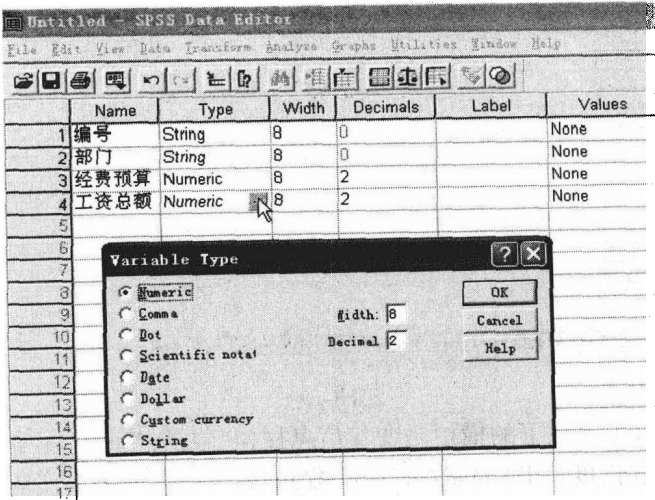 Untitled - SPSS Data Editor
File Edit View Data Transform Analyze Graphs Utilities Window Help
Name Type Width Decimals Label Values
1 编号 String 8 0 None
2 部门 String 8 0 None
3 经费预算 Numeric 8 2 None
4 工资总额 Numeric 8 2 None
5
6
7
8
9
10
11
12
13
14
15
16
17
Variable Type
Numeric
Comma
Dot
Scientific notat
Date
Dollar
Custom currency
String
Width: 8
Decimal 2
OK
Cancel
Help